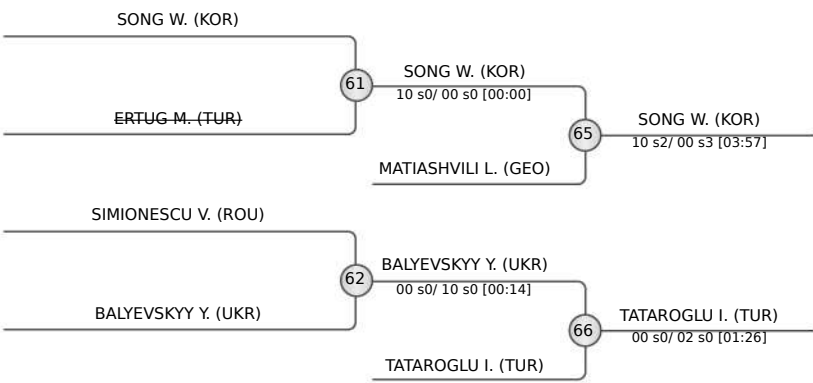 SONG W. (KOR)
61
SONG W. (KOR)
10 s0/ 00 s0 [00:00]
ERTUG M. (TUR)
65
SONG W. (KOR)
10 s2/ 00 s3 [03:57]
MATIASHVILI L. (GEO)
SIMIONESCU V. (ROU)
62
BALYEVSKYY Y. (UKR)
00 s0/ 10 s0 [00:14]
BALYEVSKYY Y. (UKR)
66
TATAROGLU I. (TUR)
00 s0/ 02 s0 [01:26]
TATAROGLU I. (TUR)